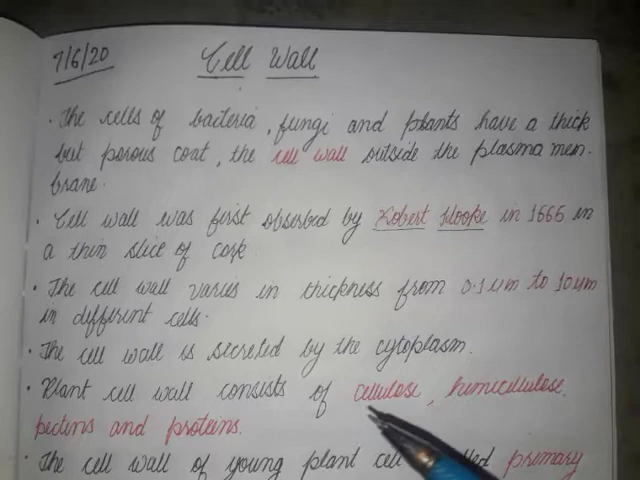 7/6/20
Cell Wall
• The cells of bacteria, fungi and plants have a thick
but porous coat, the cell wall outside the plasma mem-
brane.
• Cell wall was first observed by Robert Hooke in 1665 in
a thin slice of cork
• The cell wall varies in thickness from 0.1 um to 10 um
in different cells.
• The cell wall is secreted by the cytoplasm.
• Plant cell wall consists of cellulose, himicellulose,
pectins and proteins.
• The cell wall of young plant cell primary